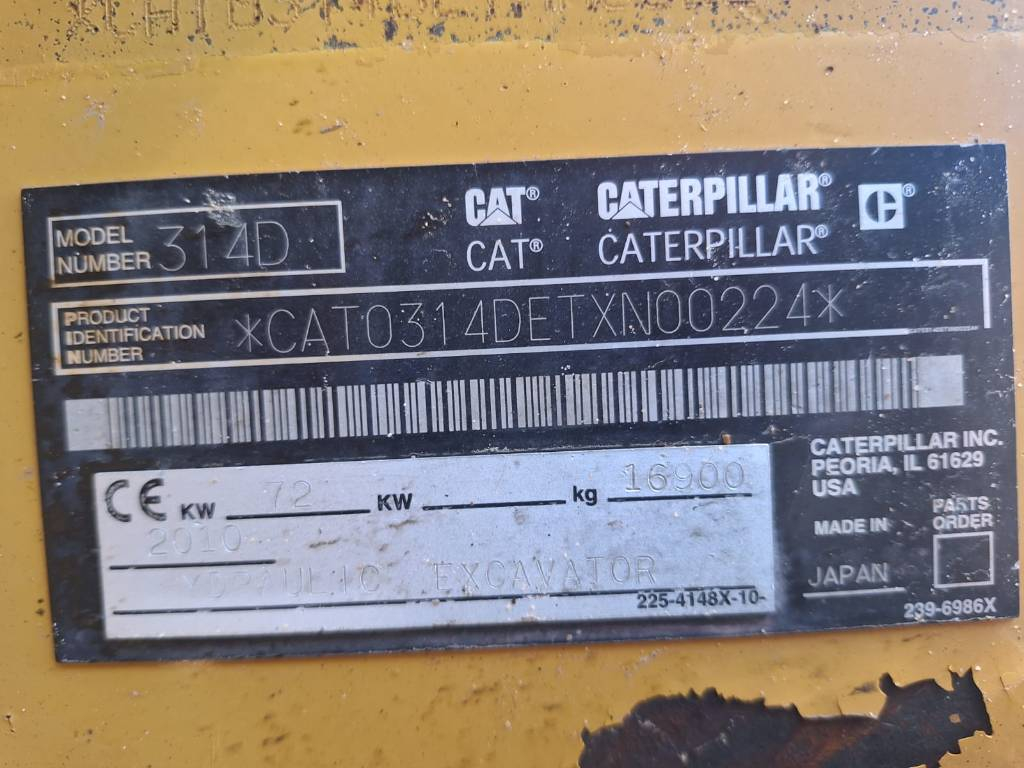 CAT® CATERPILLAR® C®
CAT® CATERPILLAR®
MODEL
NUMBER 314D
PRODUCT
IDENTIFICATION
NUMBER *CAT0314DETXN00224*
CE KW 72 KW kg 16900
2010
EXCAVATOR
225-4148X-10-
CATERPILLAR INC.
PEORIA, IL 61629
USA
MADE IN
JAPAN
PARTS
ORDER
239-6986X